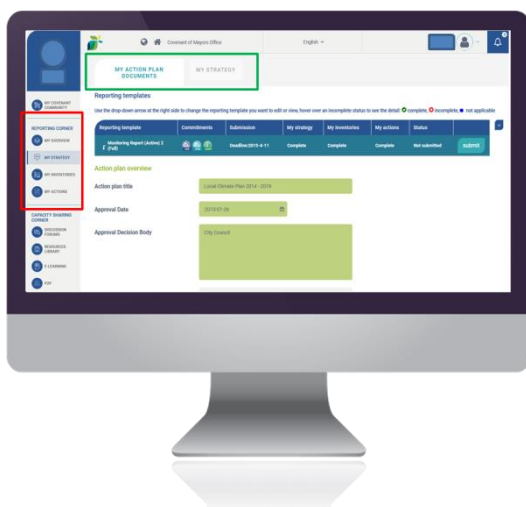 Covenant of Mayors Office
English
MY ACTION PLAN
DOCUMENTS
MY STRATEGY
MY COVENANT
COMMUNITY
REPORTING CORNER
MY OVERVIEW
MY STRATEGY
MY INVENTORIES
MY ACTIONS
CAPACITY SHARING
CORNER
DISCUSSION
FORUMS
RESOURCES
LIBRARY
E-LEARNING
Reporting templates
Use the drop-down arrow at the right side to change the reporting template you want to edit or view, hover over an incomplete status to see the detail: complete, incomplete, not applicable
Reporting template Commitments Submission My strategy My inventories My actions Status
Monitoring Report (Active) 2
(Full)
Deadline:2019-4-11 Complete Complete Complete Not submitted submit
Action plan overview
Action plan title Local Climate Plan 2014 - 2019
Approval Date
Approval Decision Body City Council